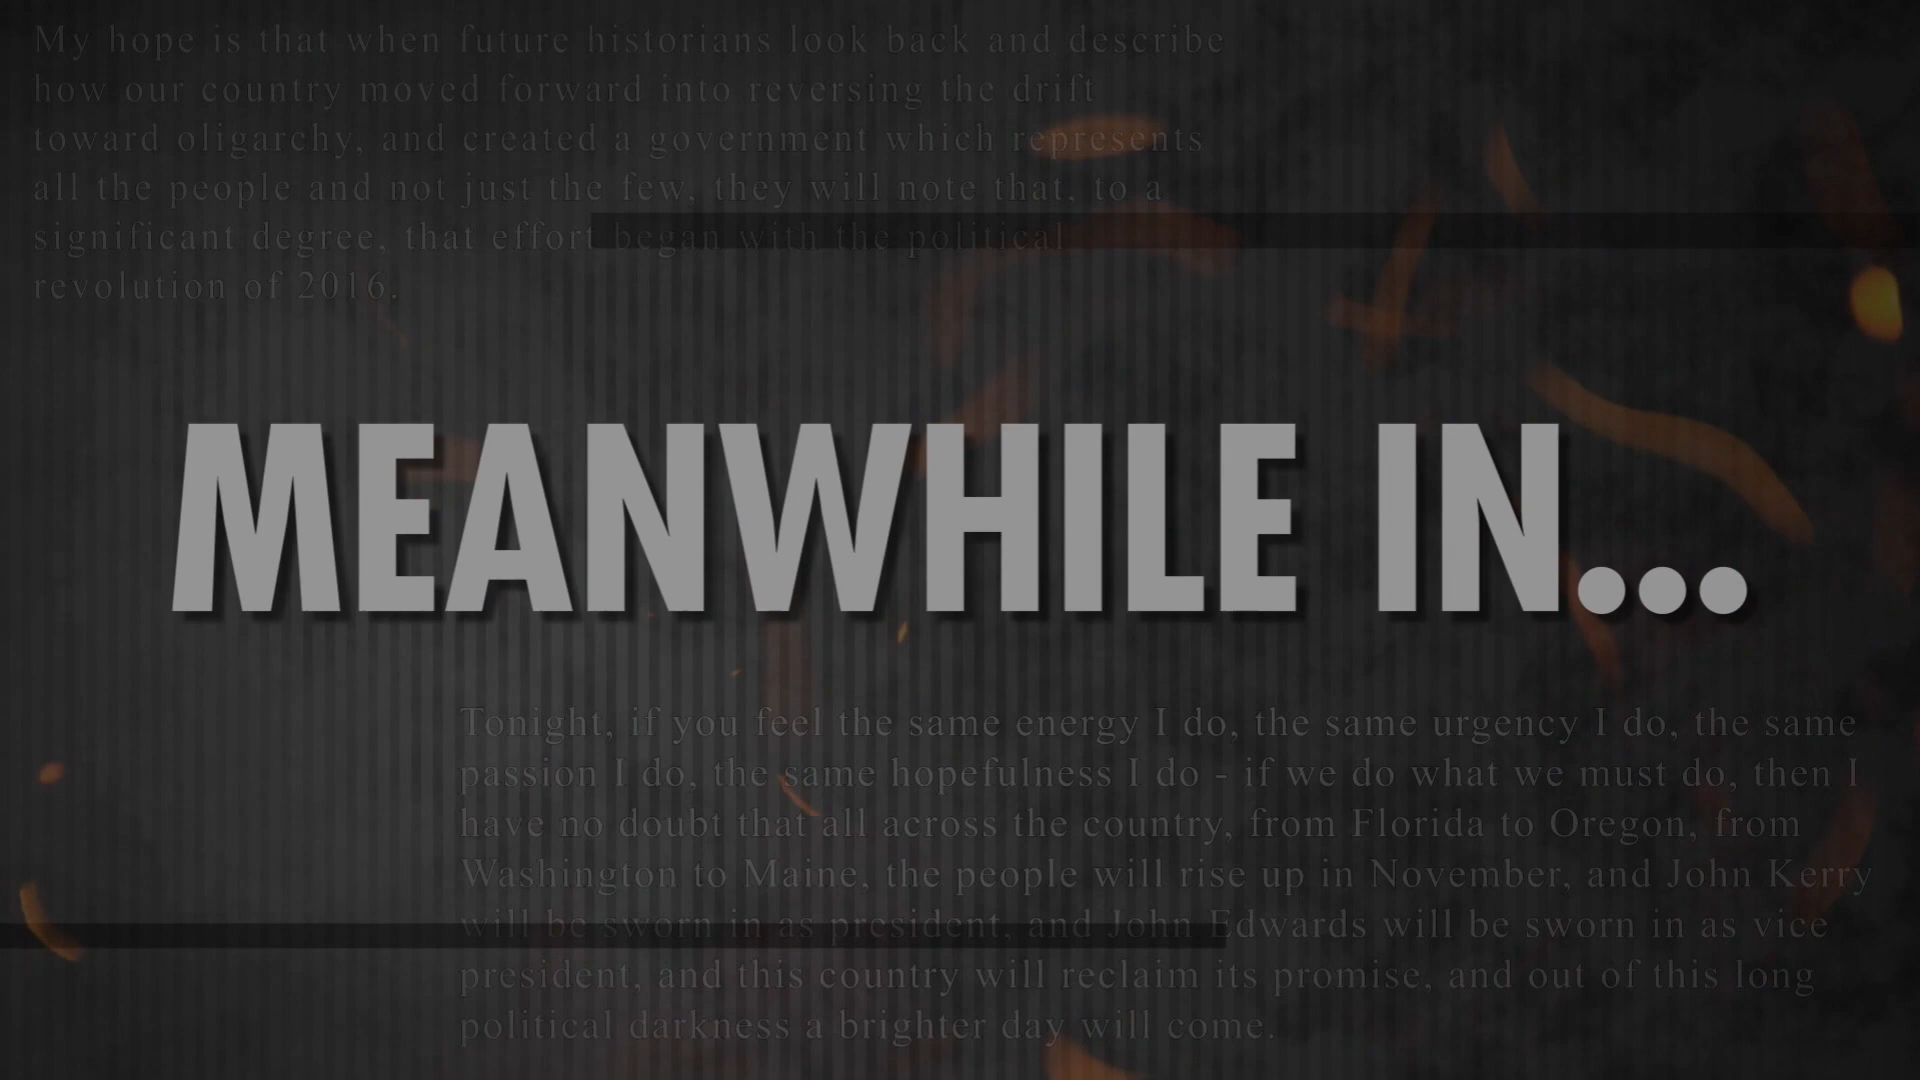 My hope is that when future historians look back and describe
how our country moved forward into reversing the drift
toward oligarchy, and created a government which represents
all the people and not just the few, they will note that, to a
significant degree, that effort began with the political
revolution of 2016.
MEANWHILE IN...
Tonight, if you feel the same energy I do, the same urgency I do, the same
passion I do, the same hopefulness I do - if we do what we must do, then I
have no doubt that all across the country, from Florida to Oregon, from
Washington to Maine, the people will rise up in November, and John Kerry
will be sworn in as president, and John Edwards will be sworn in as vice
president, and this country will reclaim its promise, and out of this long
political darkness a brighter day will come.